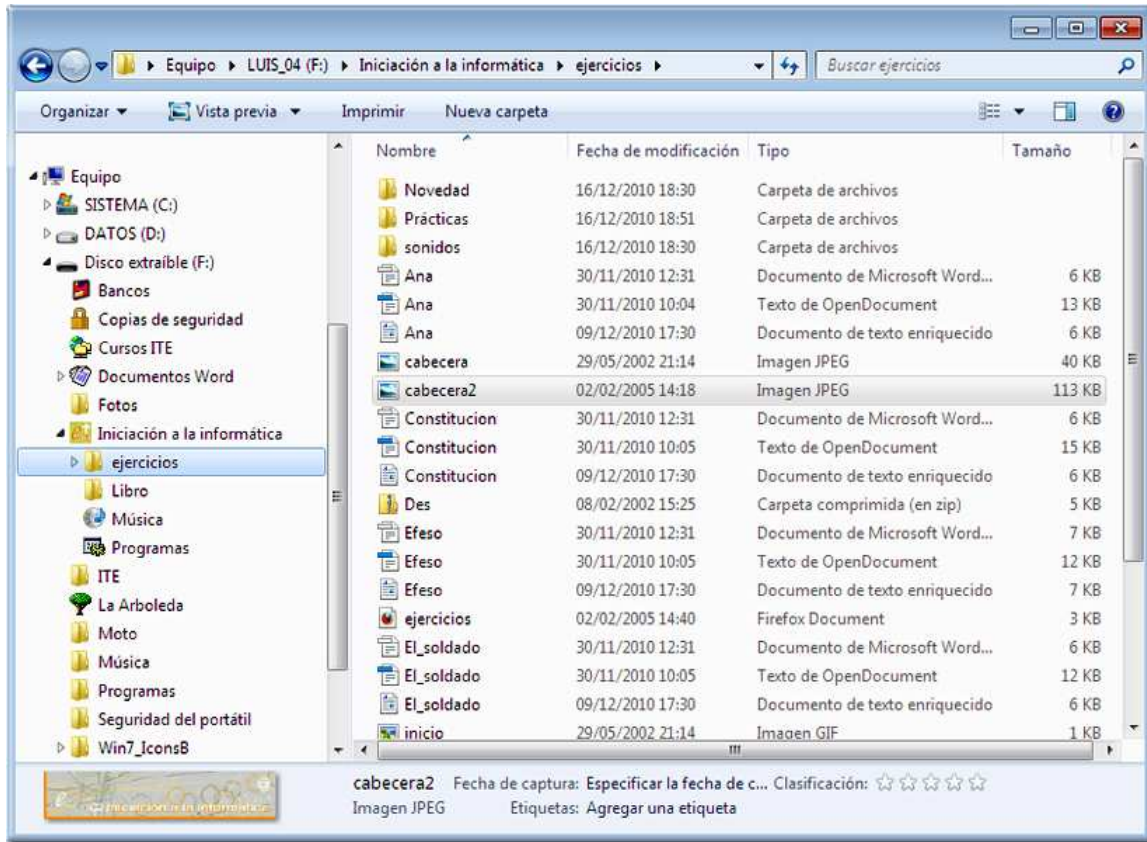 Equipo ▸ LUIS_04 (F:) ▸ Iniciación a la informática ▸ ejercicios ▸
Buscar ejercicios
Organizar Vista previa Imprimir Nueva carpeta
Equipo
SISTEMA (C:)
DATOS (D:)
Disco extraíble (F:)
Bancos
Copias de seguridad
Cursos ITE
Documentos Word
Fotos
Iniciación a la informática
ejercicios
Libro
Música
Programas
ITE
La Arboleda
Moto
Música
Programas
Seguridad del portátil
Win7_IconsB
Nombre Fecha de modificación Tipo Tamaño
Novedad 16/12/2010 18:30 Carpeta de archivos
Prácticas 16/12/2010 18:51 Carpeta de archivos
sonidos 16/12/2010 18:30 Carpeta de archivos
Ana 30/11/2010 12:31 Documento de Microsoft Word... 6 KB
Ana 30/11/2010 10:04 Texto de OpenDocument 13 KB
Ana 09/12/2010 17:30 Documento de texto enriquecido 6 KB
cabecera 29/05/2002 21:14 Imagen JPEG 40 KB
cabecera2 02/02/2005 14:18 Imagen JPEG 113 KB
Constitucion 30/11/2010 12:31 Documento de Microsoft Word... 6 KB
Constitucion 30/11/2010 10:05 Texto de OpenDocument 15 KB
Constitucion 09/12/2010 17:30 Documento de texto enriquecido 6 KB
Des 08/02/2002 15:25 Carpeta comprimida (en zip) 5 KB
Efeso 30/11/2010 12:31 Documento de Microsoft Word... 7 KB
Efeso 30/11/2010 10:05 Texto de OpenDocument 12 KB
Efeso 09/12/2010 17:30 Documento de texto enriquecido 7 KB
ejercicios 02/02/2005 14:40 Firefox Document 3 KB
El_soldado 30/11/2010 12:31 Documento de Microsoft Word... 6 KB
El_soldado 30/11/2010 10:05 Texto de OpenDocument 12 KB
El_soldado 09/12/2010 17:30 Documento de texto enriquecido 6 KB
inicio 29/05/2002 21:14 Imagen GIF 1 KB
cabecera2 Fecha de captura: Especificar la fecha de c... Clasificación:
Imagen JPEG Etiquetas: Agregar una etiqueta